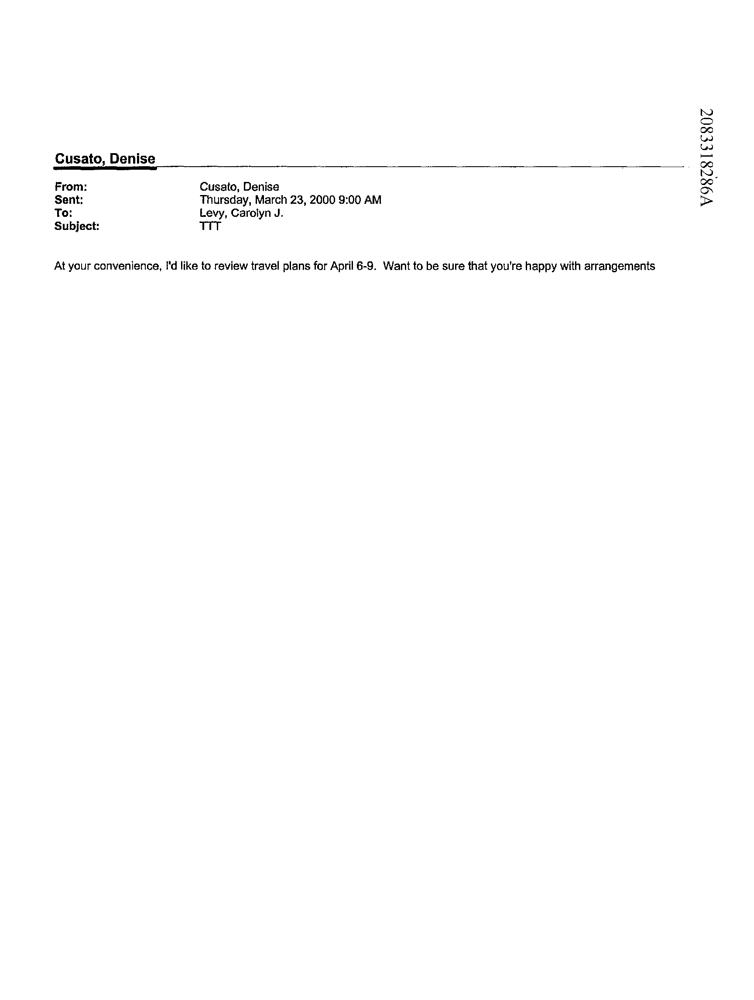 2083318286A
Cusato, Denise
From: Cusato, Denise
Sent: Thursday, March 23, 2000 9:00 AM
To: Levy, Carolyn J.
Subject: TTT
At your convenience, I'd like to review travel plans for April 6-9. Want to be sure that you're happy with arrangements